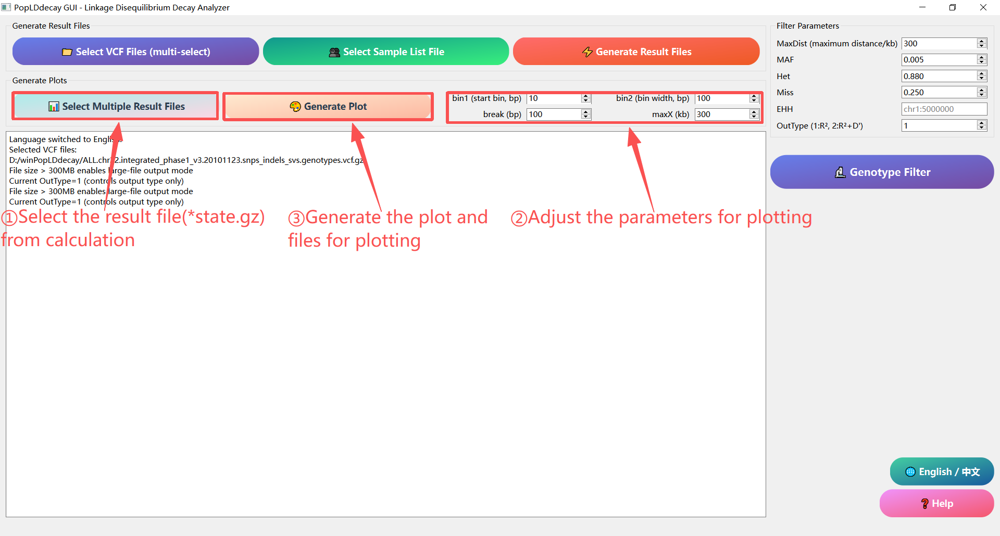 PopLDdecay GUI - Linkage Disequilibrium Decay Analyzer
Generate Result Files
Select VCF Files (multi-select)
Select Sample List File
Generate Result Files
Generate Plots
Select Multiple Result Files
Generate Plot
bin1 (start bin, bp) 10
bin2 (bin width, bp) 100
break (bp) 100
maxX (kb) 300
Filter Parameters
MaxDist (maximum distance/kb) 300
MAF 0.005
Het 0.880
Miss 0.250
EHH chr1:5000000
OutType (1:R², 2:R²+D') 1
Genotype Filter
Language switched to English.
Selected VCF files:
D:/winPopLDdecay/ALL.chr22.integrated_phase1_v3.20101123.snps_indels_svs.genotypes.vcf.gz
File size > 300MB enables large-file output mode
Current OutType=1 (controls output type only)
File size > 300MB enables large-file output mode
Current OutType=1 (controls output type only)
①Select the result file(*state.gz)
from calculation
③Generate the plot and
files for plotting
②Adjust the parameters for plotting
English / 中文
Help